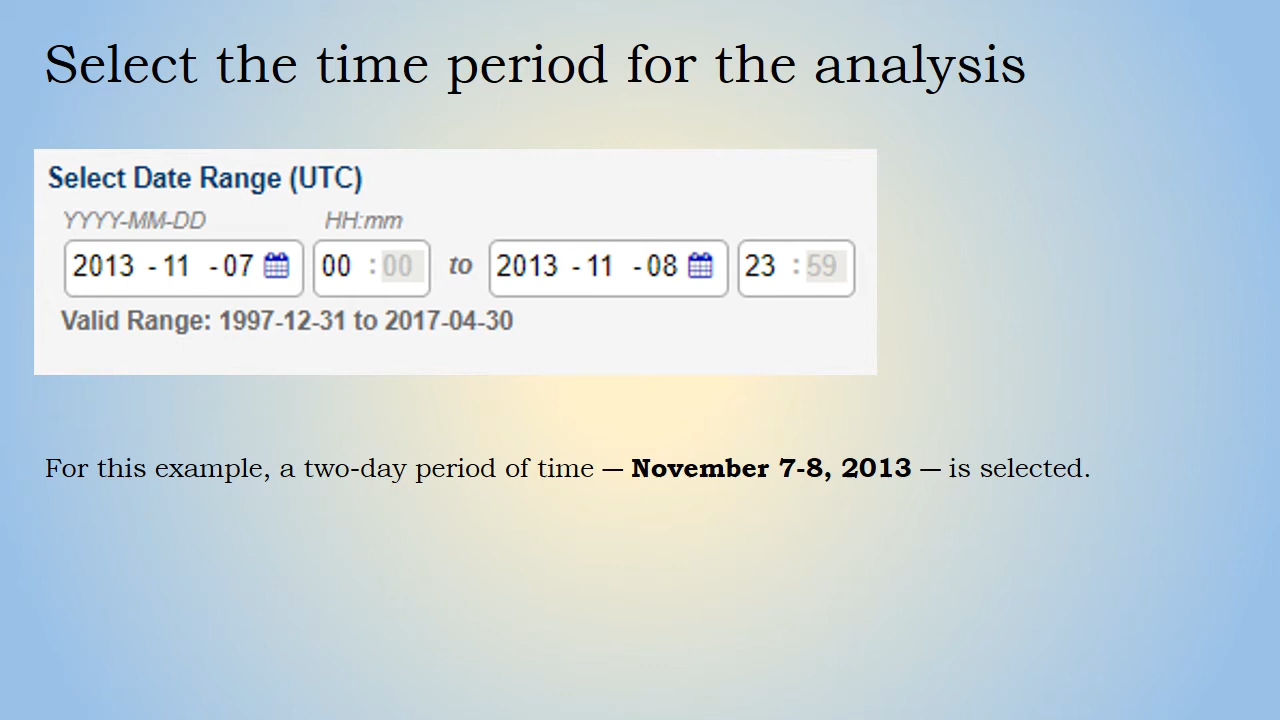 Select the time period for the analysis
Select Date Range (UTC)
YYYY-MM-DD HH:mm
2013 - 11 - 07 00 : 00 to 2013 - 11 - 08 23 : 59
Valid Range: 1997-12-31 to 2017-04-30
For this example, a two-day period of time — November 7-8, 2013 — is selected.